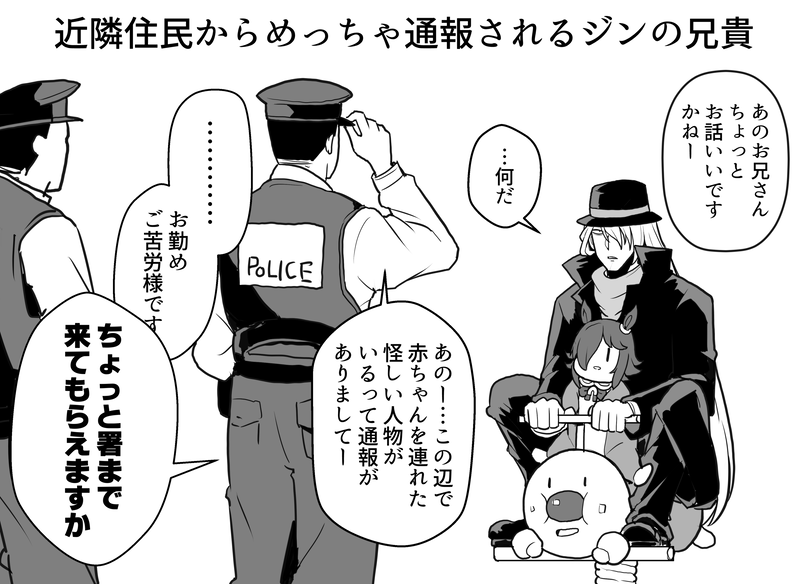 近隣住民からめっちゃ通報されるジンの兄貴
あのお兄さん
ちょっと
お話いいです
かねー
…何だ
あのー…この辺で
赤ちゃんを連れた
怪しい人物が
いるって通報が
ありましてー
POLICE
…………
お勤め
ご苦労様です
ちょっと署まで
来てもらえますか